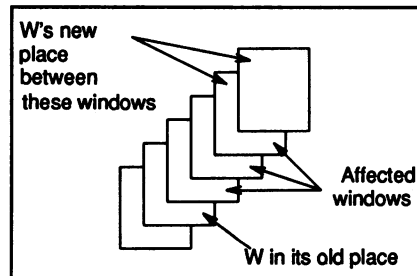 W's new
place
between
these windows
Affected
windows
W in its old place